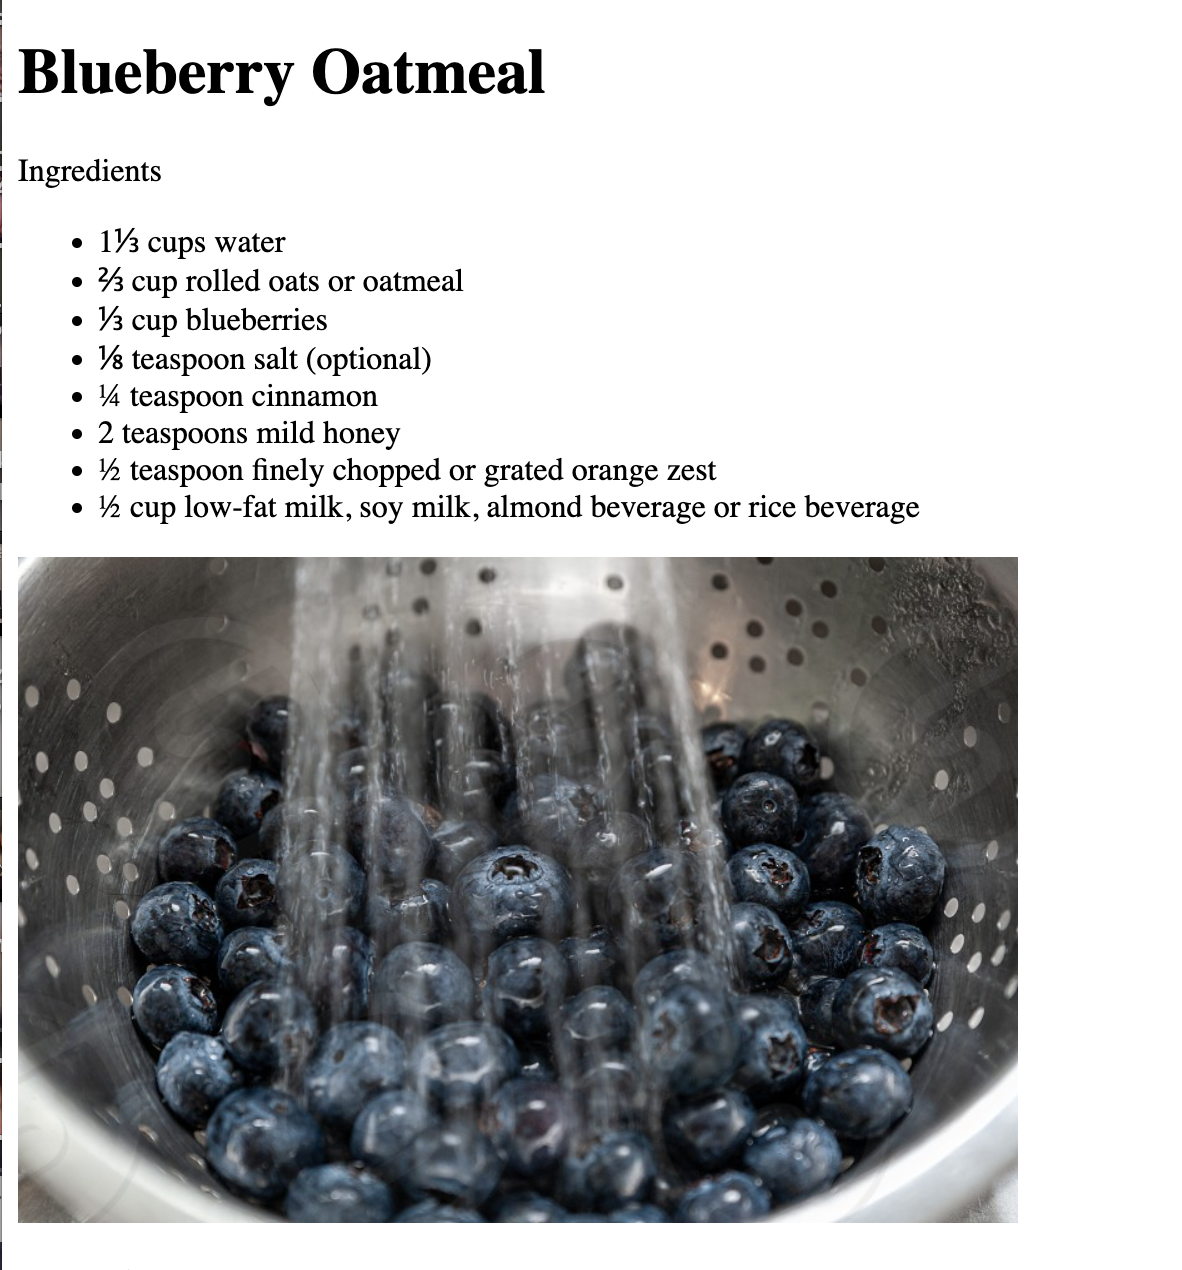 Blueberry Oatmeal
Ingredients
1⅓ cups water
⅔ cup rolled oats or oatmeal
⅓ cup blueberries
⅛ teaspoon salt (optional)
¼ teaspoon cinnamon
2 teaspoons mild honey
½ teaspoon finely chopped or grated orange zest
½ cup low-fat milk, soy milk, almond beverage or rice beverage